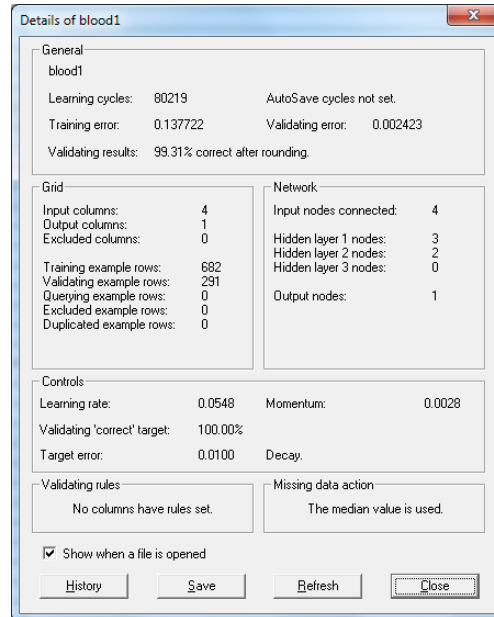 Details of blood1
General
blood1
Learning cycles: 80219 AutoSave cycles not set.
Training error: 0.137722 Validating error: 0.002423
Validating results: 99.31% correct after rounding.
Grid
Input columns: 4
Output columns: 1
Excluded columns: 0
Training example rows: 682
Validating example rows: 291
Querying example rows: 0
Excluded example rows: 0
Duplicated example rows: 0
Network
Input nodes connected: 4
Hidden layer 1 nodes: 3
Hidden layer 2 nodes: 2
Hidden layer 3 nodes: 0
Output nodes: 1
Controls
Learning rate: 0.0548 Momentum: 0.0028
Validating 'correct' target: 100.00%
Target error: 0.0100 Decay.
Validating rules
No columns have rules set.
Missing data action
The median value is used.
Show when a file is opened
History Save Refresh Close